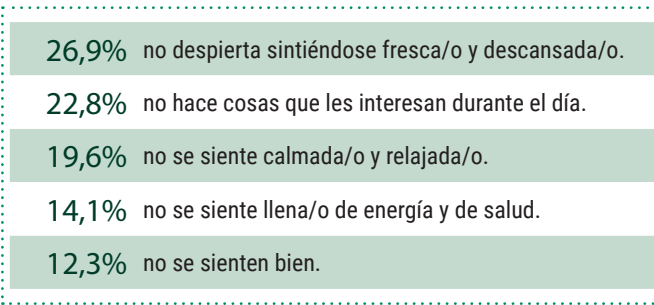 26,9% no despierta sintiéndose fresca/o y descansada/o.
22,8% no hace cosas que les interesan durante el día.
19,6% no se siente calmada/o y relajada/o.
14,1% no se siente llena/o de energía y de salud.
12,3% no se sienten bien.